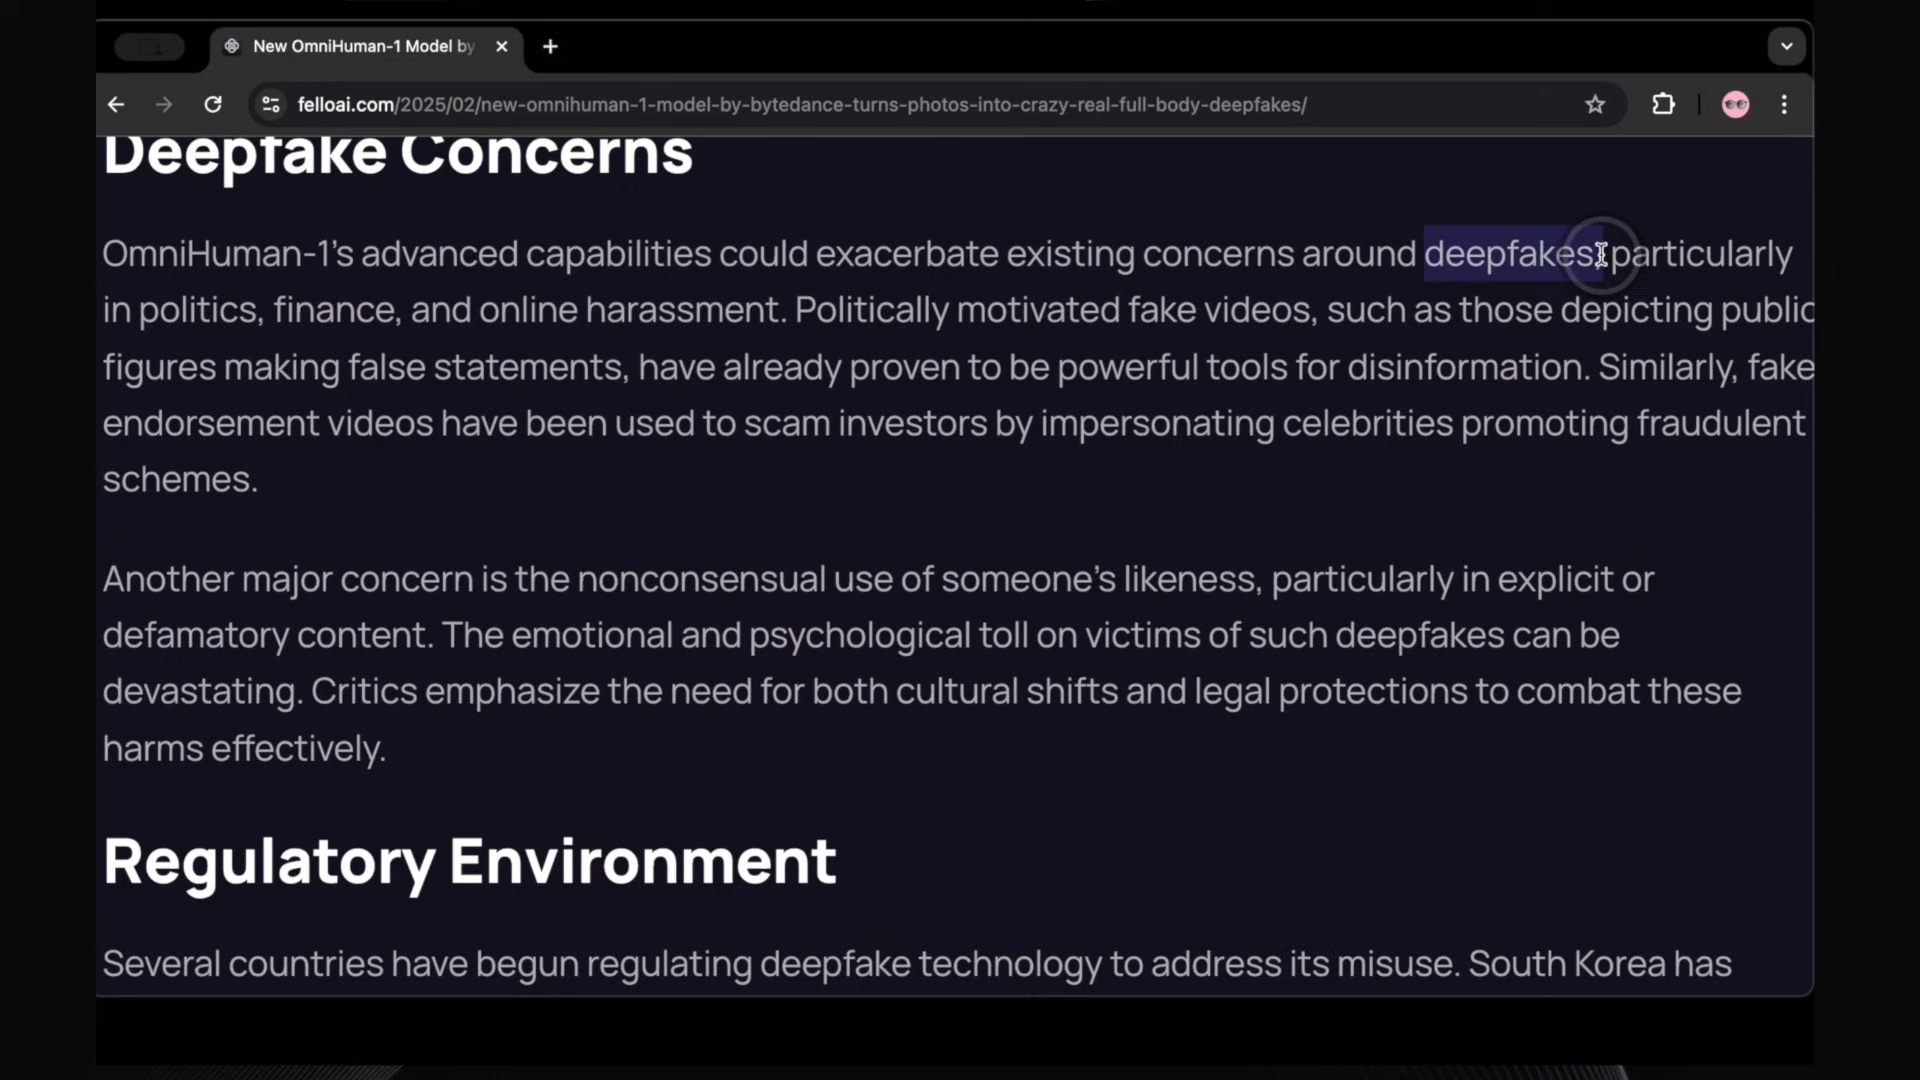 New OmniHuman-1 Model by
felloai.com/2025/02/new-omnihuman-1-model-by-bytedance-turns-photos-into-crazy-real-full-body-deepfakes/
Deepfake Concerns
OmniHuman-1's advanced capabilities could exacerbate existing concerns around deepfakes, particularly
in politics, finance, and online harassment. Politically motivated fake videos, such as those depicting public
figures making false statements, have already proven to be powerful tools for disinformation. Similarly, fake
endorsement videos have been used to scam investors by impersonating celebrities promoting fraudulent
schemes.
Another major concern is the nonconsensual use of someone's likeness, particularly in explicit or
defamatory content. The emotional and psychological toll on victims of such deepfakes can be
devastating. Critics emphasize the need for both cultural shifts and legal protections to combat these
harms effectively.
Regulatory Environment
Several countries have begun regulating deepfake technology to address its misuse. South Korea has